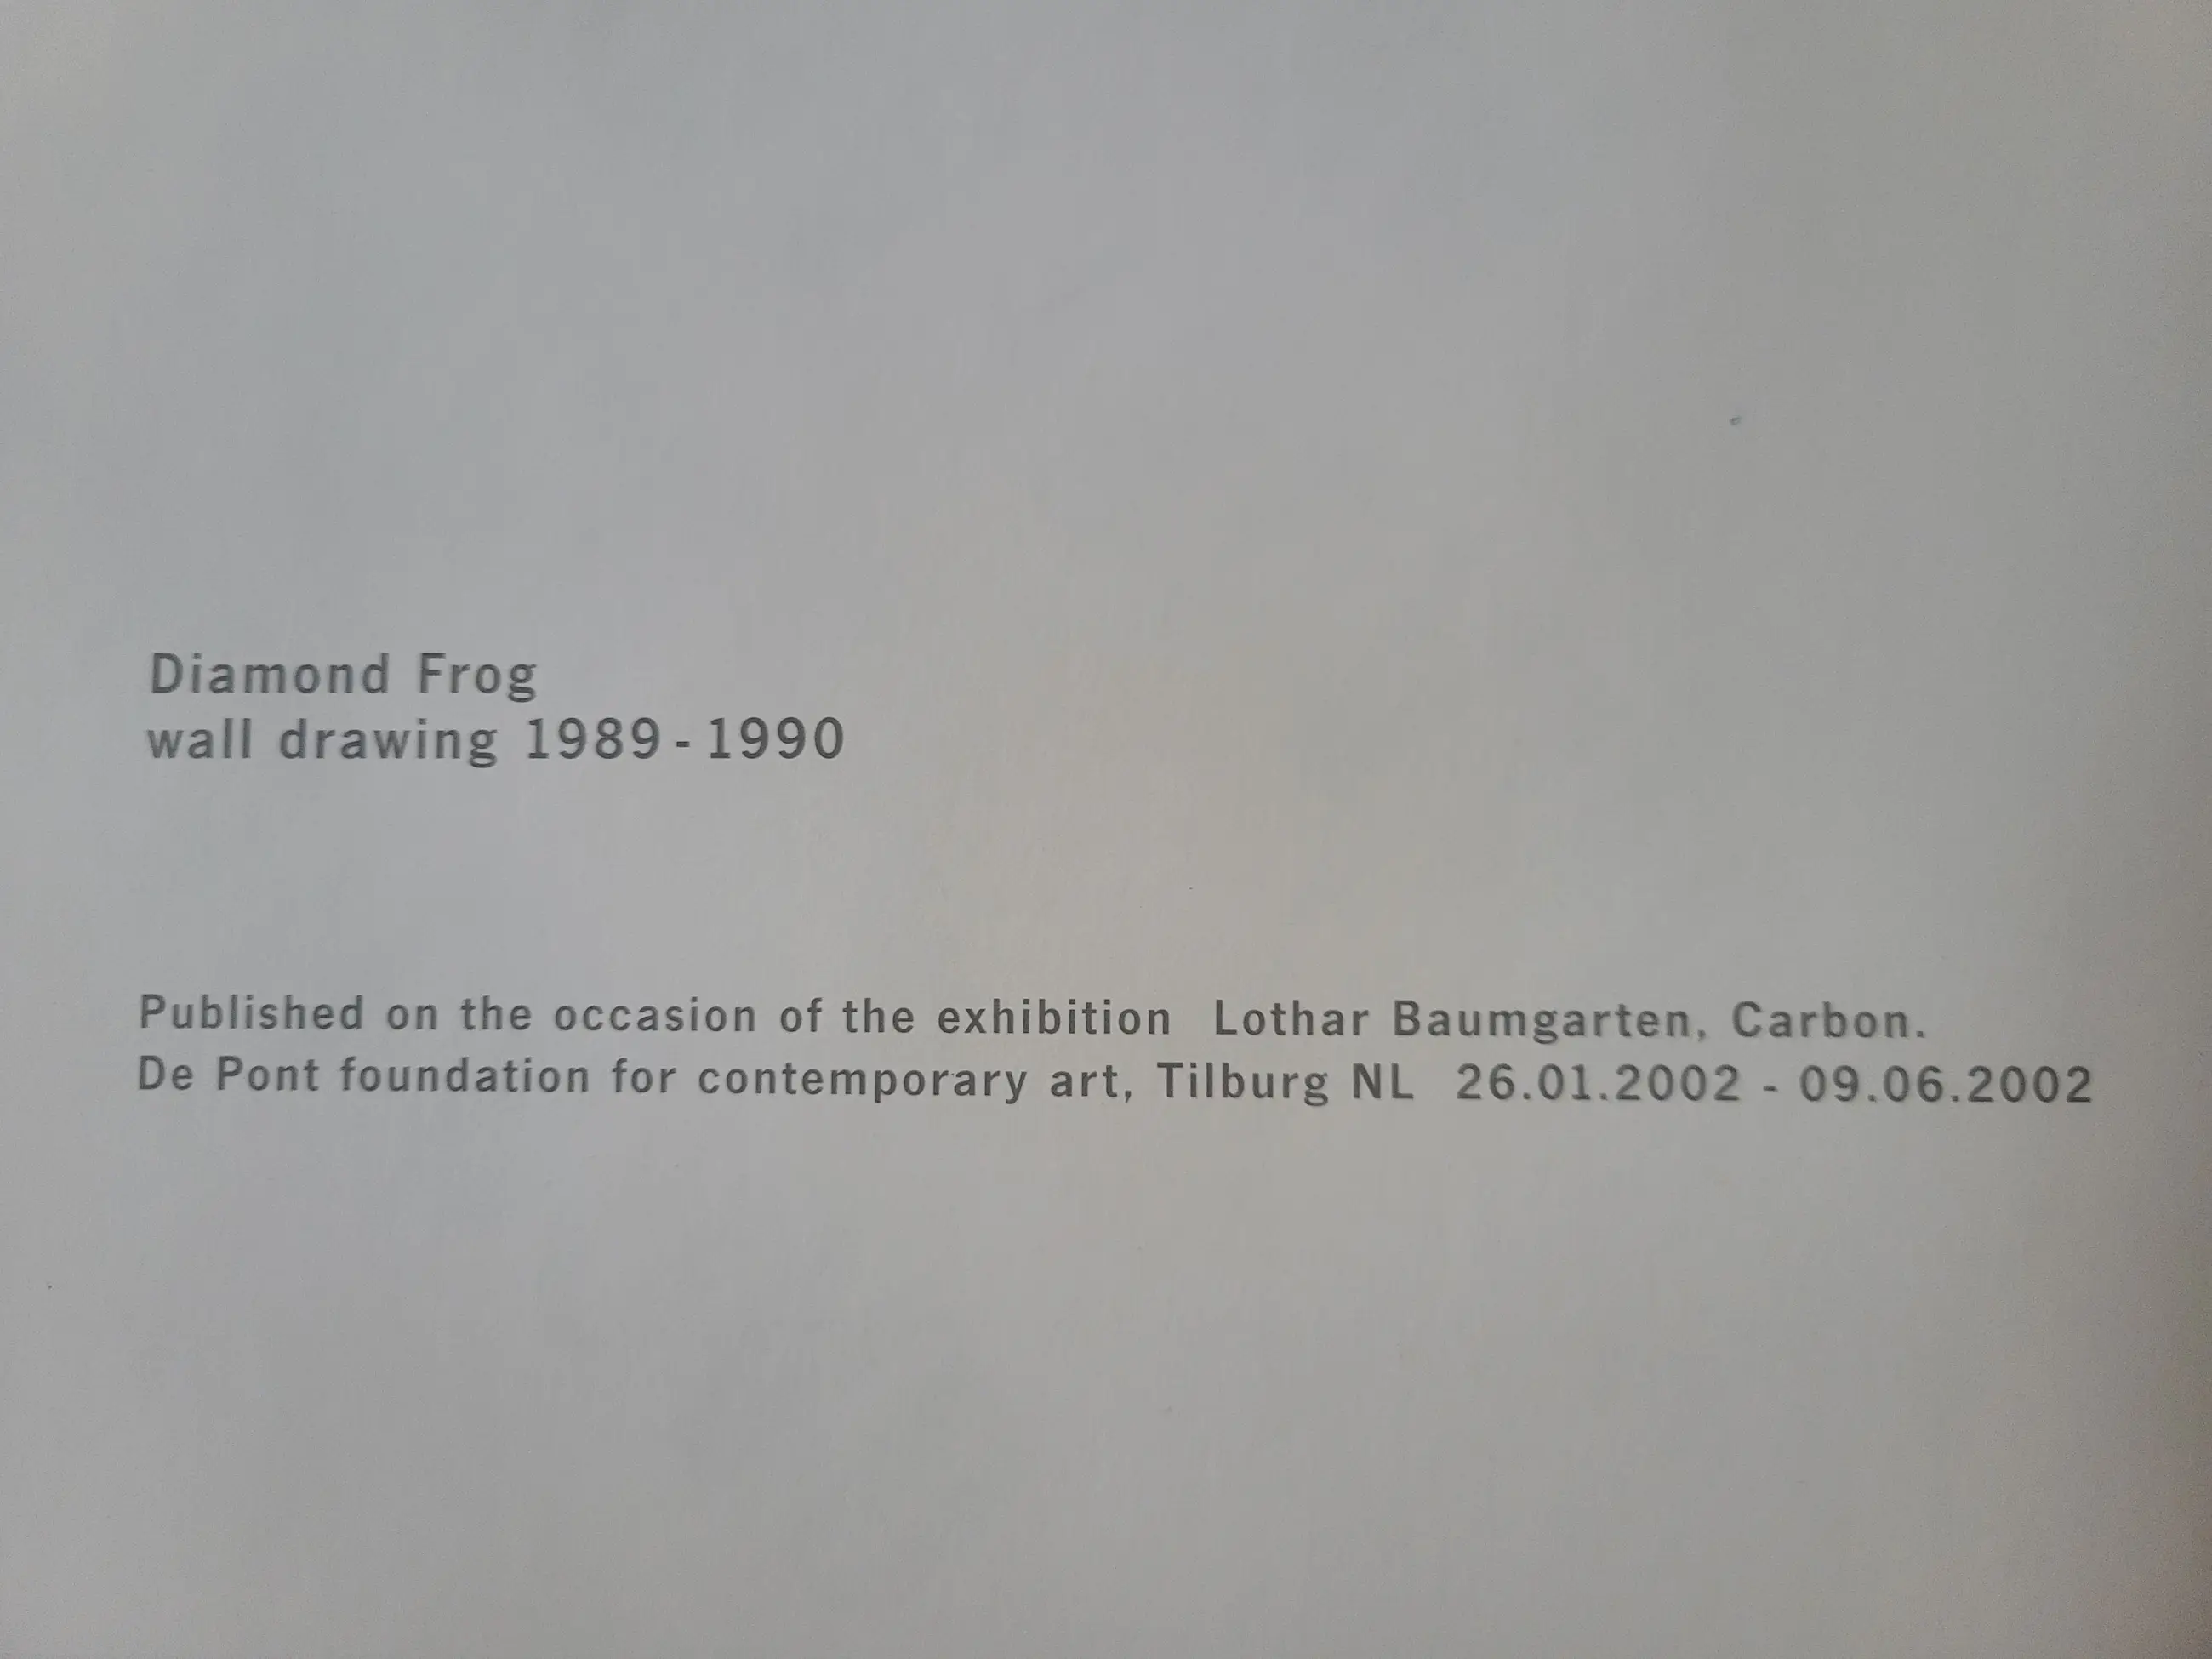 Diamond Frog
wall drawing 1989 - 1990
Published on the occasion of the exhibition Lothar Baumgarten, Carbon.
De Pont foundation for contemporary art, Tilburg NL 26.01.2002 - 09.06.2002